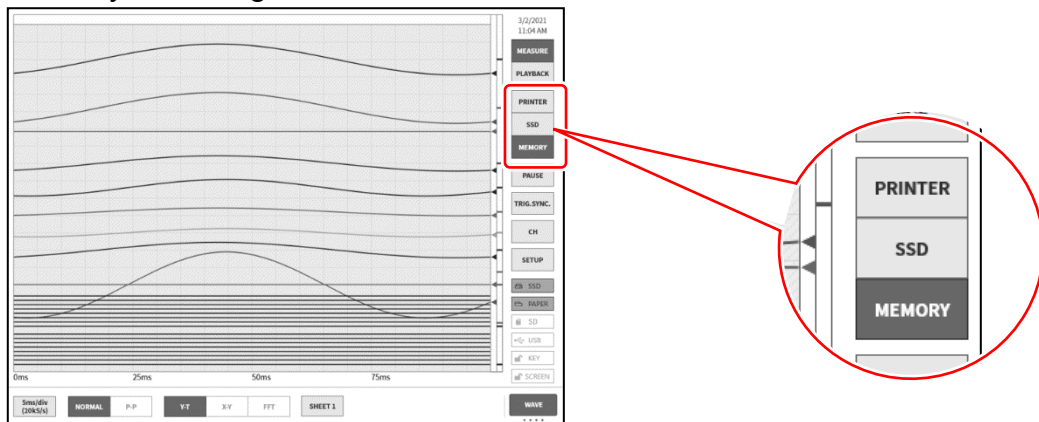 3/2/2021
11:04 AM
MEASURE
PLAYBACK
PRINTER
SSD
MEMORY
PAUSE
TRIG.SYNC.
CH
SETUP
SSD
PAPER
SD
USB
KEY
SCREEN
0ms 25ms 50ms 75ms
5ms/div
(20kS/s)
NORMAL P-P Y-T X-Y FFT SHEET 1 WAVE
PRINTER
SSD
MEMORY